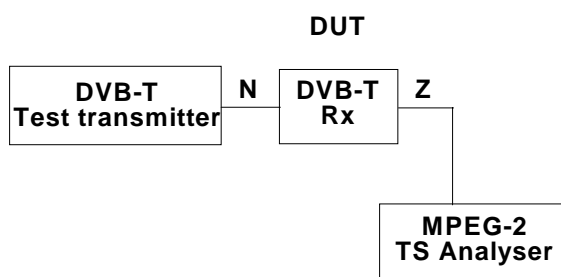 DUT
DVB-T
Test transmitter
N
DVB-T
Rx
Z
MPEG-2
TS Analyser